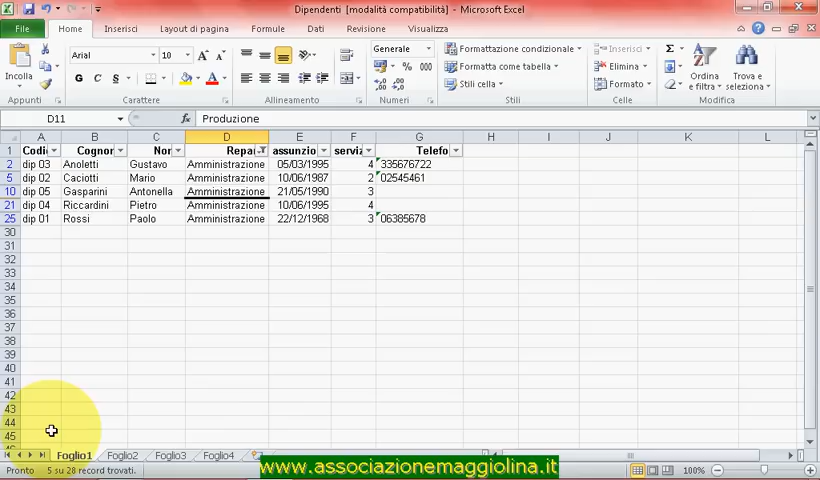 Dipendenti [modalità compatibilità] - Microsoft Excel
File Home Inserisci Layout di pagina Formule Dati Revisione Visualizza
Incolla
Arial 10
Generale
Formattazione condizionale
Inserisci
G C S
% 000
Formatta come tabella
Elimina
Ordina e filtra
Trova e seleziona
Stili cella
Formato
Appunti Carattere Allineamento Numeri Stili Celle Modifica
D11 fx Produzione
A B C D E F G H I J K L
1 Codi Cognor Nor Repa assunzio serviz Telefo
2 dip 03 Anoletti Gustavo Amministrazione 05/03/1995 4 335676722
5 dip 02 Caciotti Mario Amministrazione 10/06/1987 2 02545461
10 dip 05 Gasparini Antonella Amministrazione 21/05/1990 3
21 dip 04 Riccardini Pietro Amministrazione 10/06/1995 4
25 dip 01 Rossi Paolo Amministrazione 22/12/1968 3 06385678
30
31
32
33
34
35
36
37
38
39
40
41
42
43
44
45
Foglio1 Foglio2 Foglio3 Foglio4
Pronto 5 su 28 record trovati.
www.associazionemaggiolina.it
100%